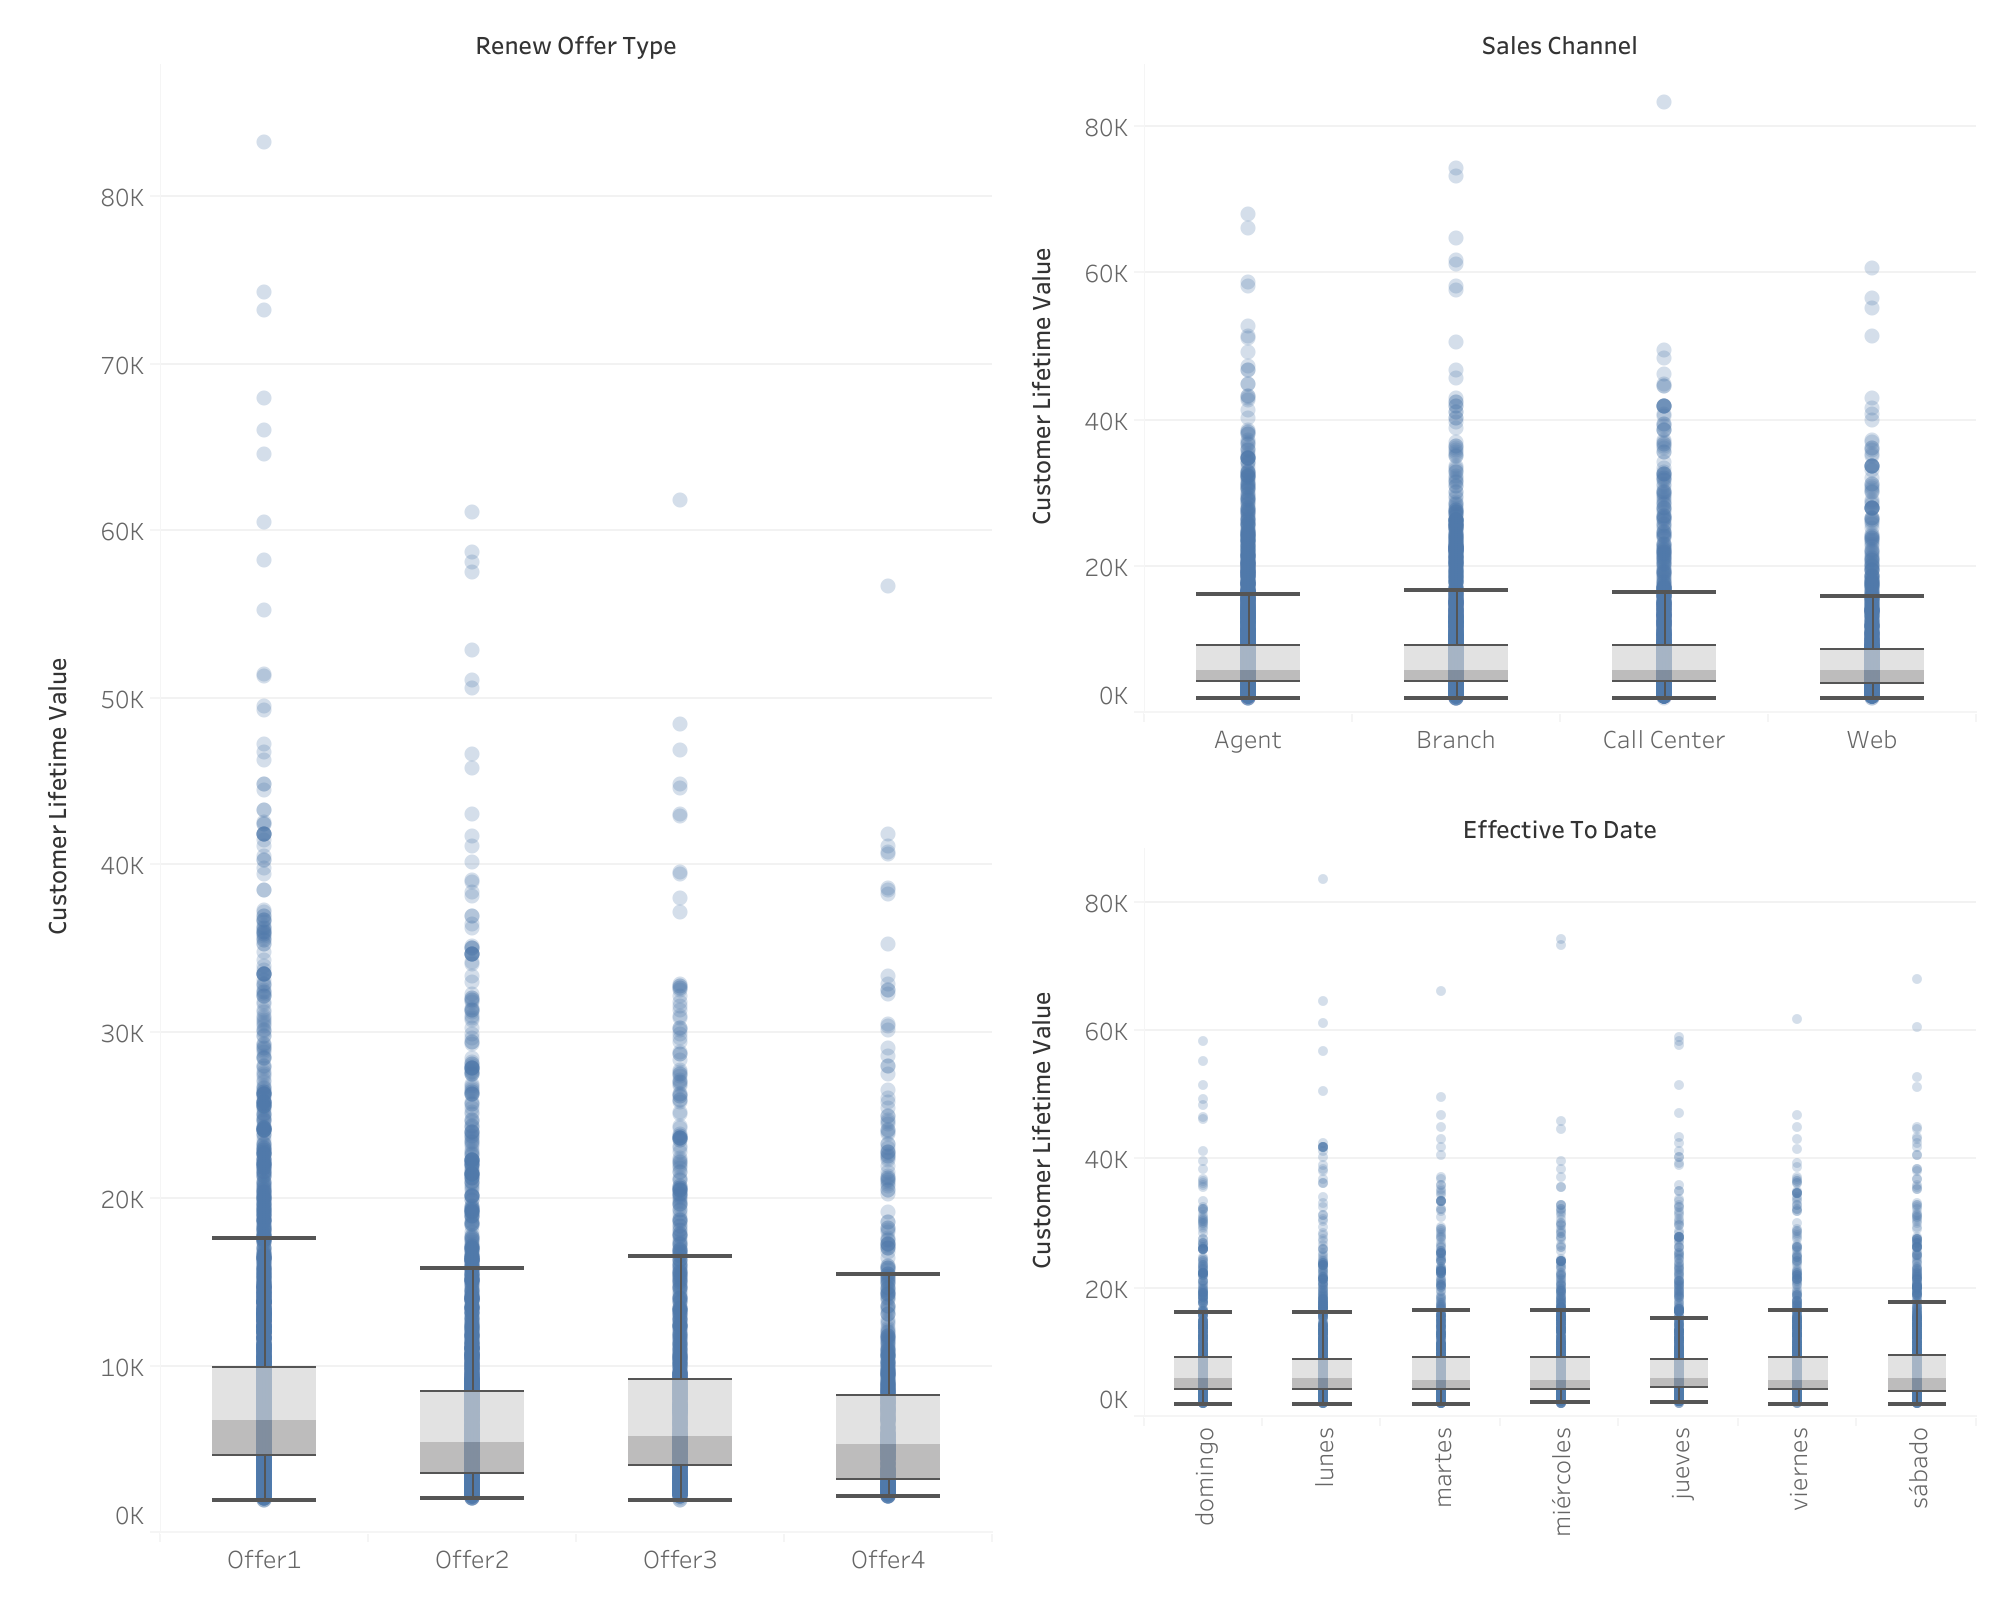 Renew Offer Type
Customer Lifetime Value
80K
70K
60K
50K
40K
30K
20K
10K
0K
Offer1 Offer2 Offer3 Offer4
Sales Channel
Customer Lifetime Value
80K
60K
40K
20K
0K
Agent Branch Call Center Web
Effective To Date
Customer Lifetime Value
80K
60K
40K
20K
0K
domingo
lunes
martes
miércoles
jueves
viernes
sábado